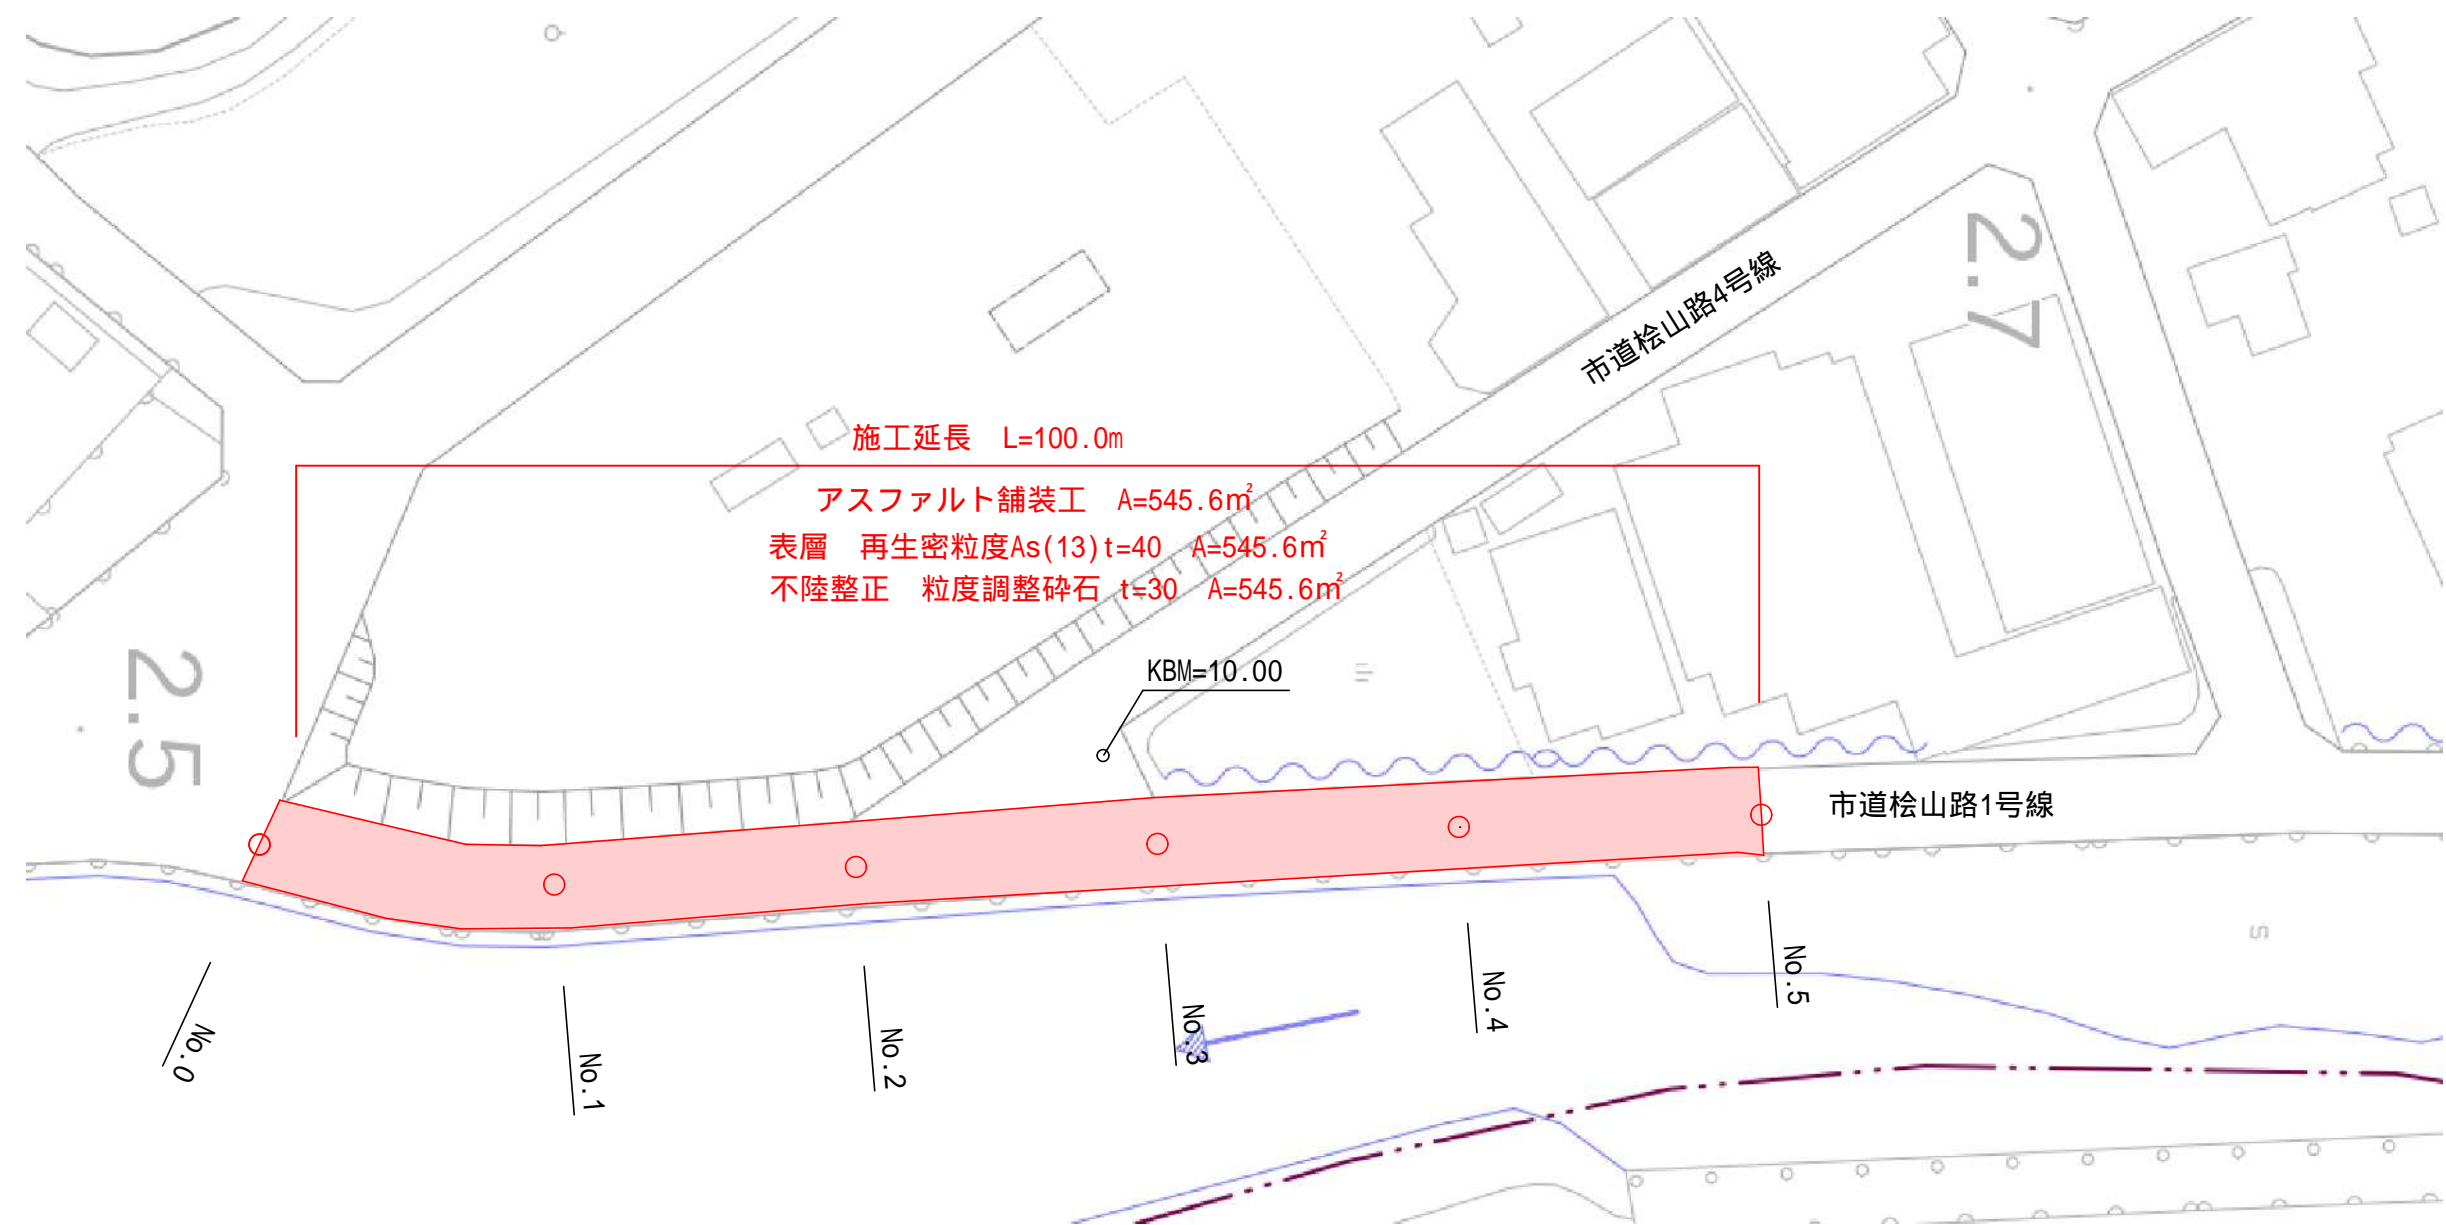 市道桧山路4号線
2.7
施工延長　L=100.0m
アスファルト舗装工　A=545.6㎡
表層　再生密粒度As(13)t=40　A=545.6㎡
不陸整正　粒度調整砕石 t=30　A=545.6㎡
2.5
KBM=10.00
市道桧山路1号線
No.0
No.1
No.2
No.3
No.4
No.5
S